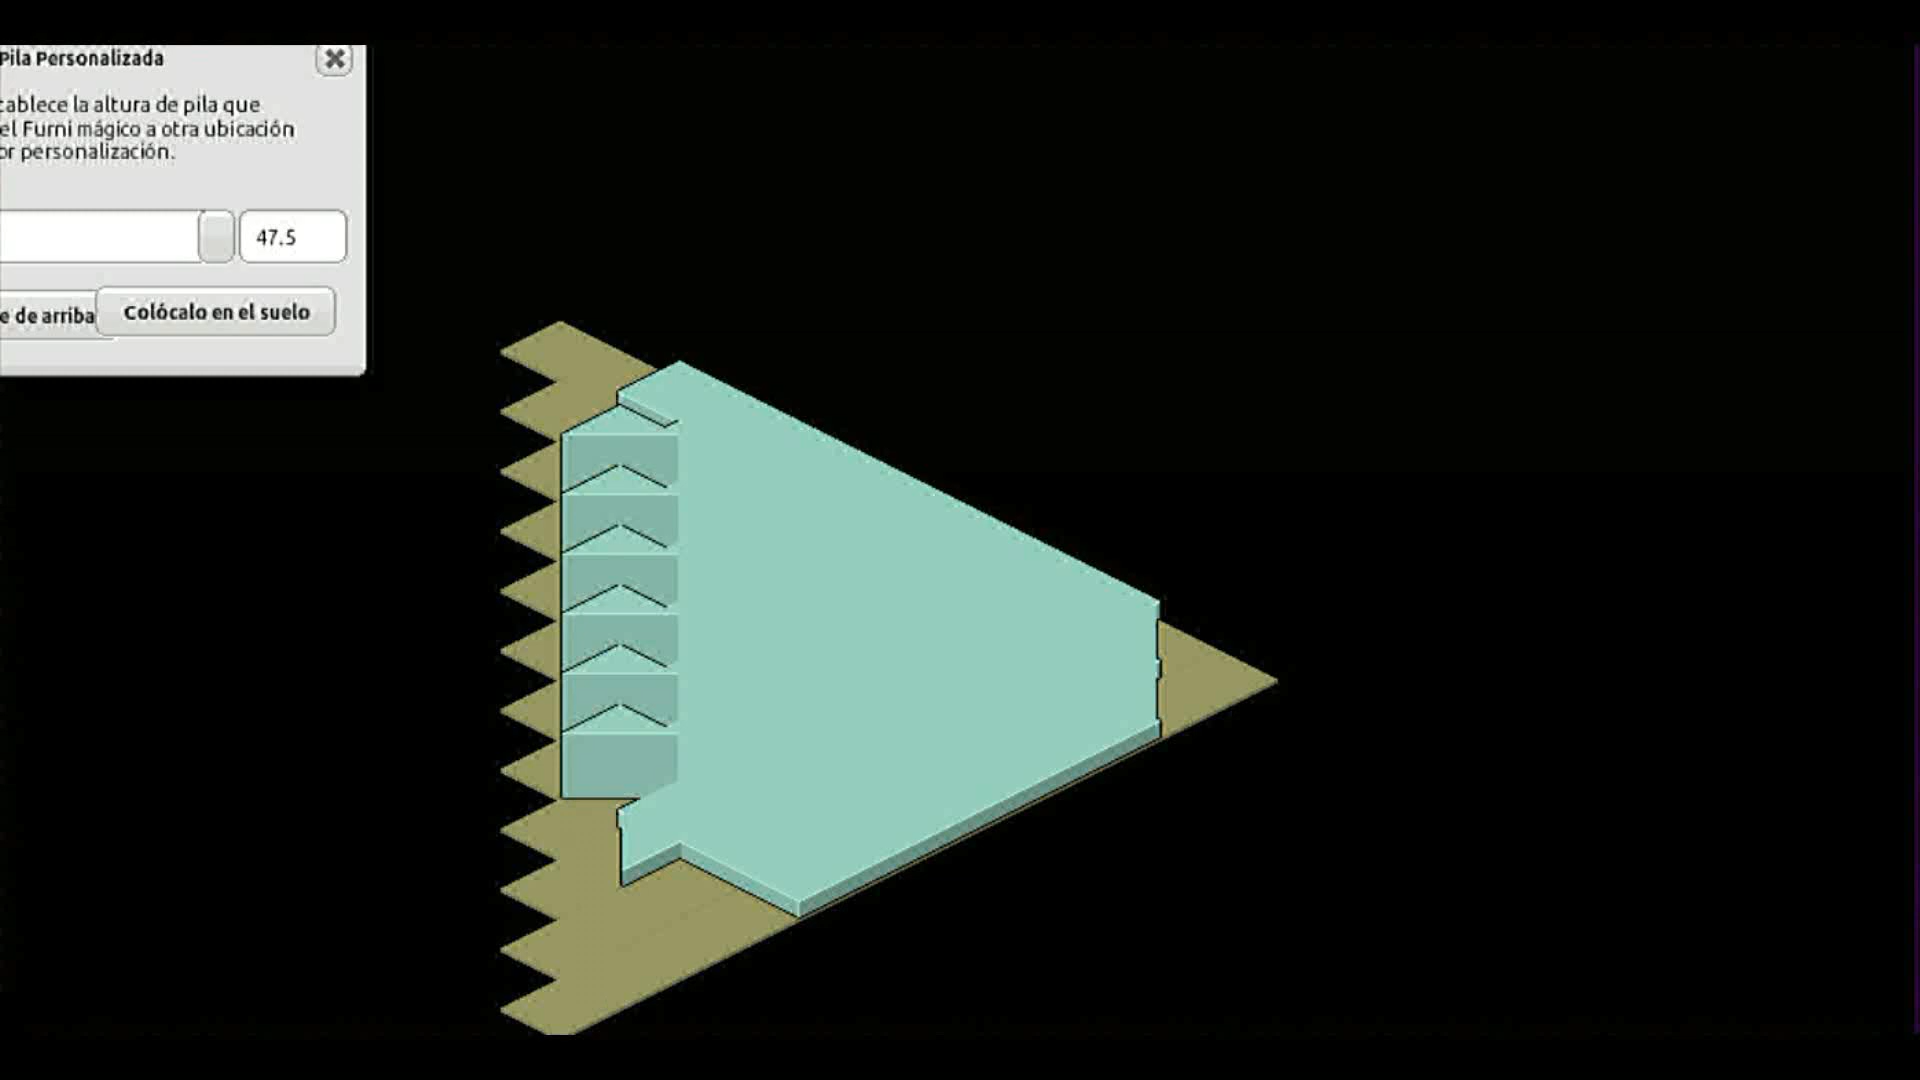 Pila Personalizada
tablece la altura de pila que
el Furni mágico a otra ubicación
or personalización.
47.5
e de arriba
Colócalo en el suelo